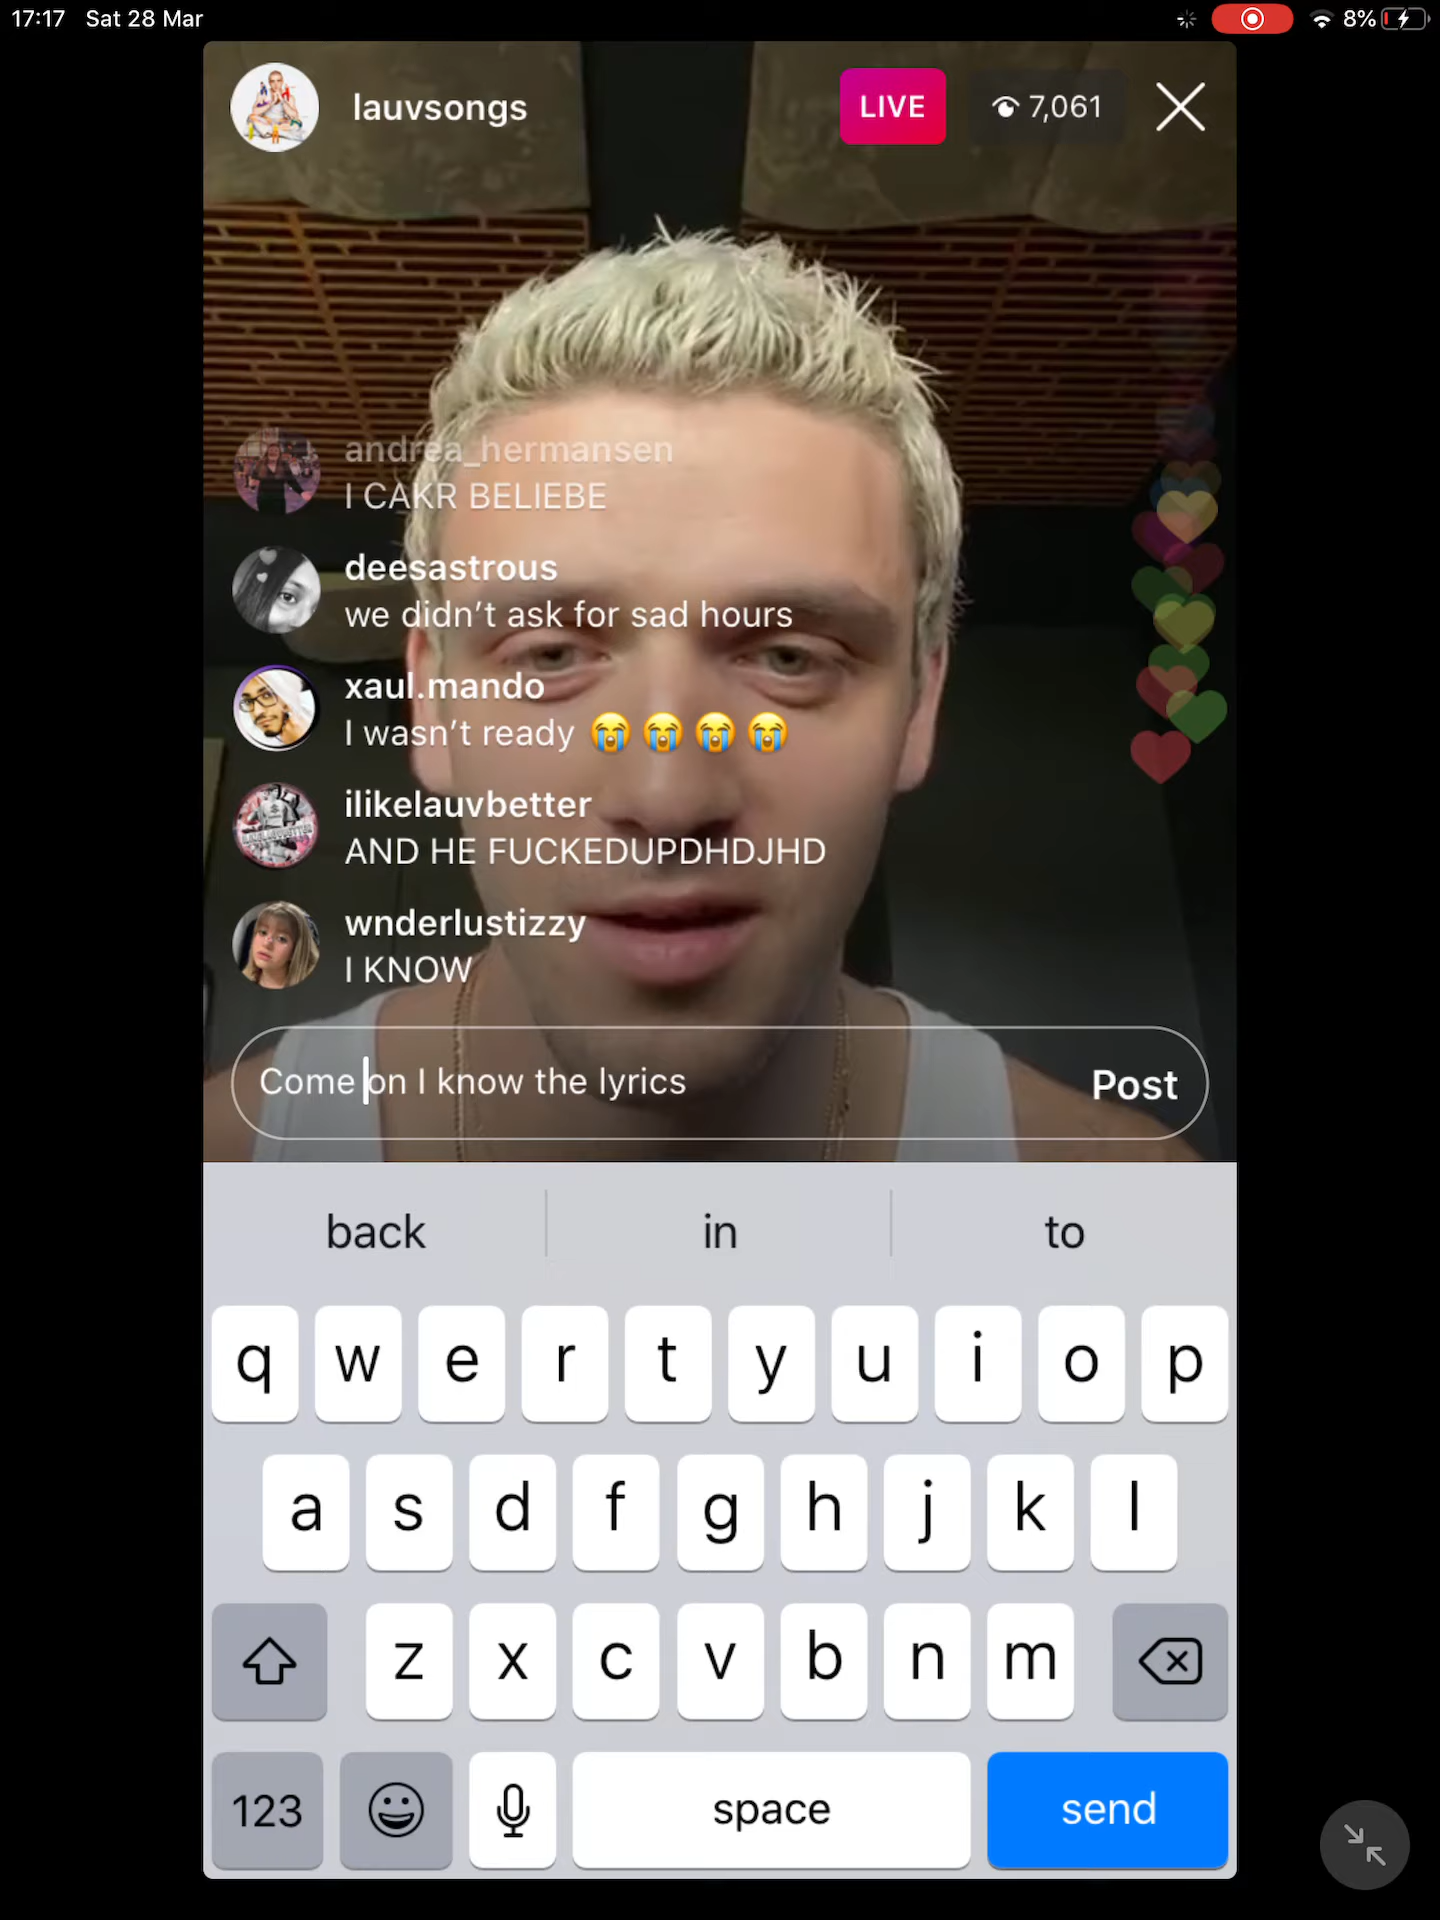 17:17 Sat 28 Mar 8%
lauvsongs LIVE 7,061
andrea_hermansen
I CAKR BELIEBE
deesastrous
we didn’t ask for sad hours
xaul.mando
I wasn’t ready 😭 😭 😭 😭
ilikelauvbetter
AND HE FUCKEDUPDHDJHD
wnderlustizzy
I KNOW
Come on I know the lyrics Post
back in to
q w e r t y u i o p
a s d f g h j k l
z x c v b n m
123 space send